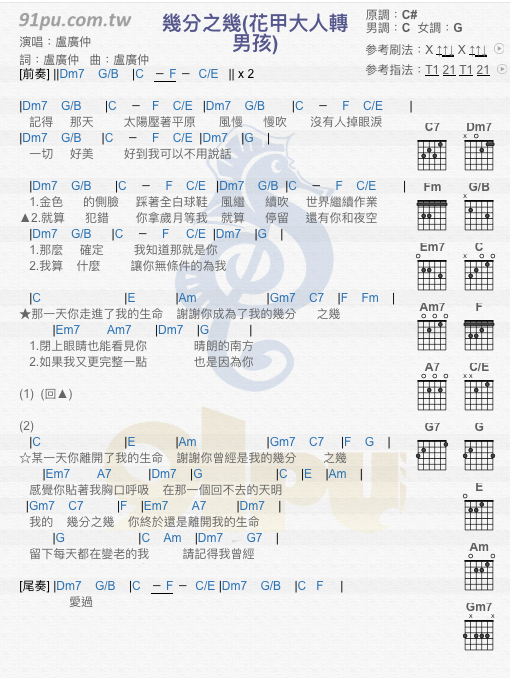 91pu.com.tw
幾分之幾(花甲大人轉男孩)
原調：C#
男調：C 女調：G
演唱：盧廣仲
詞：盧廣仲 曲：盧廣仲
參考刷法：X ↑↑↓ X ↑↑↓
參考指法：T1 21 T1 21
[前奏] ||Dm7 G/B |C － F － C/E || x 2
|Dm7 G/B |C － F C/E |Dm7 G/B |C － F C/E |
記得 那天 太陽壓著平原 風慢 慢吹 沒有人掉眼淚
|Dm7 G/B |C － F C/E |Dm7 |G |
一切 好美 好到我可以不用說話
|Dm7 G/B |C － F C/E |Dm7 G/B |C － F C/E |
1.金色 的側臉 踩著全白球鞋 風繼 續吹 世界繼續作業
▲2.就算 犯錯 你拿歲月等我 就算 停留 還有你和夜空
|Dm7 G/B |C － F C/E |Dm7 |G |
1.那麼 確定 我知道那就是你
2.我算 什麼 讓你無條件的為我
|C |E |Am |Gm7 C7 |F Fm |
★那一天你走進了我的生命 謝謝你成為了我的幾分 之幾
|Em7 Am7 |Dm7 |G |
1.閉上眼睛也能看見你 晴朗的南方
2.如果我又更完整一點 也是因為你
(1) (回▲)
(2)
|C |E |Am |Gm7 C7 |F G |
☆某一天你離開了我的生命 謝謝你曾經是我的幾分 之幾
|Em7 A7 |Dm7 |G |C |E |Am |
感覺你貼著我胸口呼吸 在那一個回不去的天明
|Gm7 C7 |F |Em7 A7 |Dm7 |
我的 幾分之幾 你終於還是離開我的生命
|G |C Am |Dm7 G7 |
留下每天都在變老的我 請記得我曾經
[尾奏] |Dm7 G/B |C － F － C/E |Dm7 G/B |C F |
愛過
C7 Dm7
Fm G/B
Em7 C
Am7 F
A7 C/E
G7 G
E
Am
Gm7
91pu